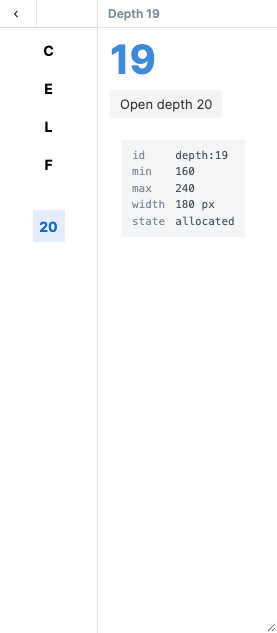 Depth 19
C
E
L
F
20
19
Open depth 20
id depth:19
min 160
max 240
width 180 px
state allocated